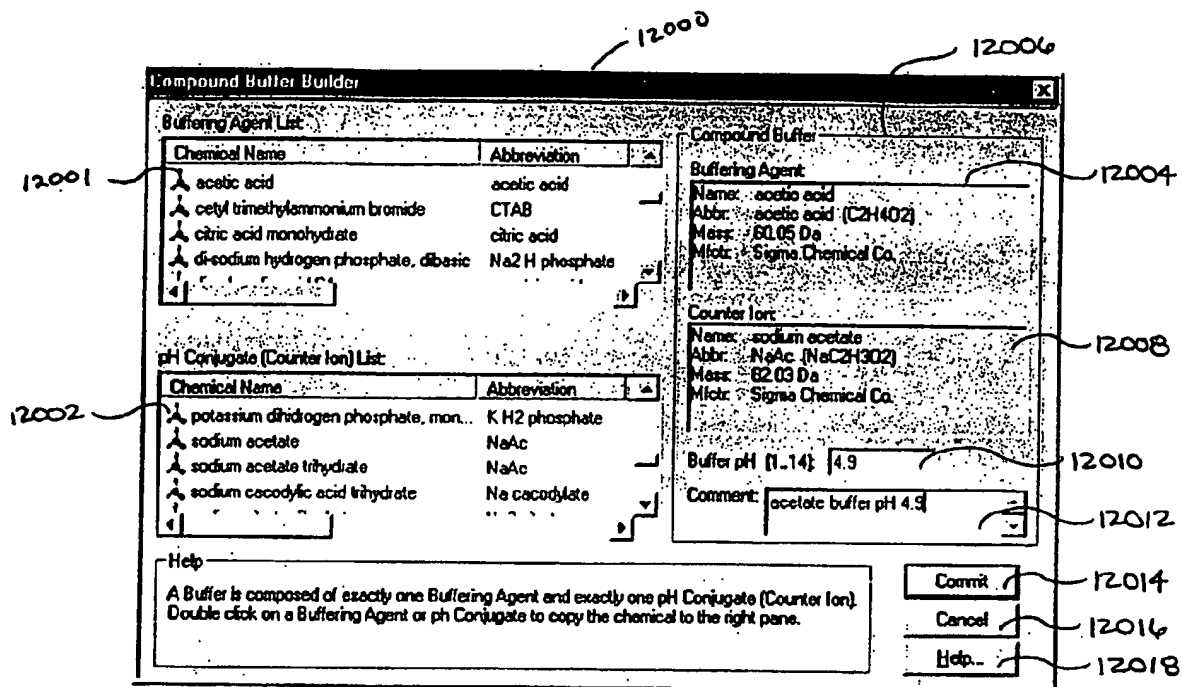 12000
12006
Compound Buffer Builder
Buffering Agent List:
Chemical Name Abbreviation
12001
acetic acid acetic acid
cetyl trimethylammonium bromide CTAB
citric acid monohydrate citric acid
di-sodium hydrogen phosphate, dibasic Na2 H phosphate
pH Conjugate (Counter Ion) List:
Chemical Name Abbreviation
12002
potassium dihidrogen phosphate, mon... K H2 phosphate
sodium acetate NaAc
sodium acetate trihydrate NaAc
sodium cacodylic acid trihydrate Na cacodylate
Compound Buffer
Buffering Agent:
12004
Name: acetic acid
Abbr: acetic acid (C2H4O2)
Mass: 60.05 Da
Mfctr: Sigma Chemical Co.
Counter Ion:
Name: sodium acetate
12008
Abbr: NaAc (NaC2H3O2)
Mass: 82.03 Da
Mfctr: Sigma Chemical Co.
Buffer pH (1..14): 4.9
12010
Comment: acetate buffer pH 4.9
12012
Help
A Buffer is composed of exactly one Buffering Agent and exactly one pH Conjugate (Counter Ion).
Double click on a Buffering Agent or ph Conjugate to copy the chemical to the right pane.
Commit
12014
Cancel
12016
Help...
12018